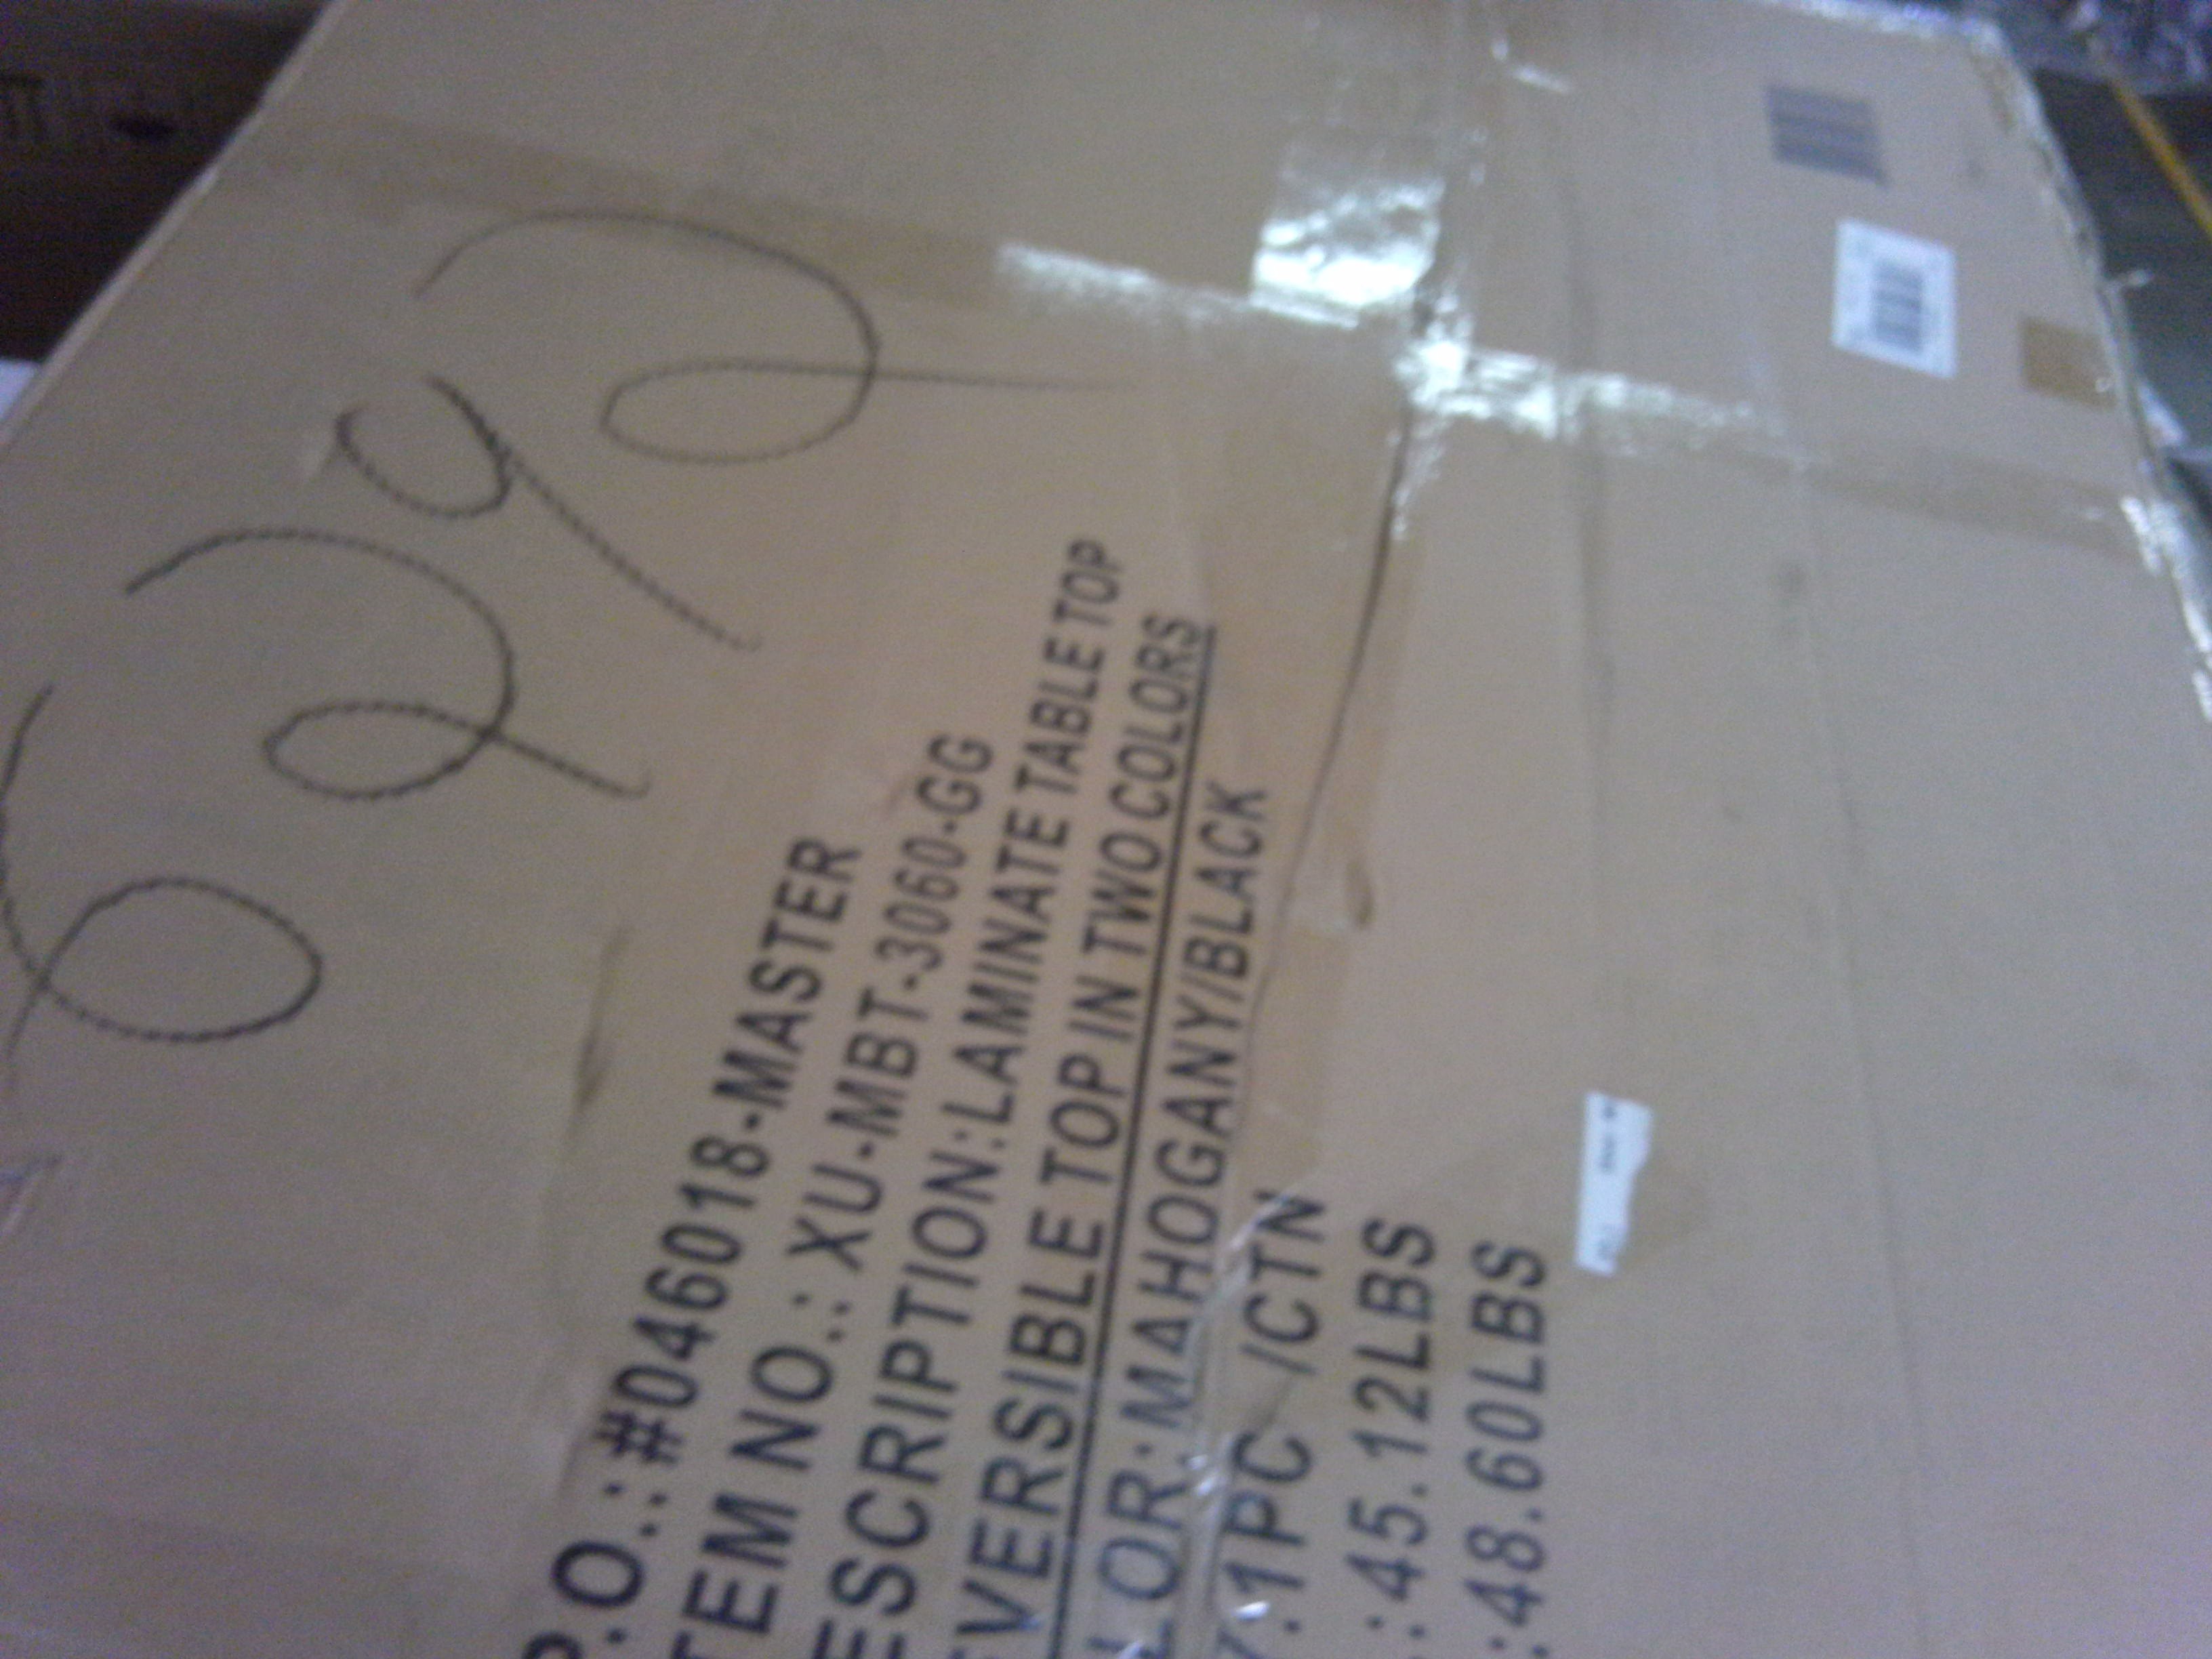 6292
P.O.:#046018-MASTER
TEM NO.: XU-MBT-3060-GG
ESCRIPTION:LAMINATE TABLE TOP
EVERSIBLE TOP IN TWO COLORS
LOR:MAHOGANY/BLACK
Y:1PC /CTN
.:45.12LBS
.:48.60LBS